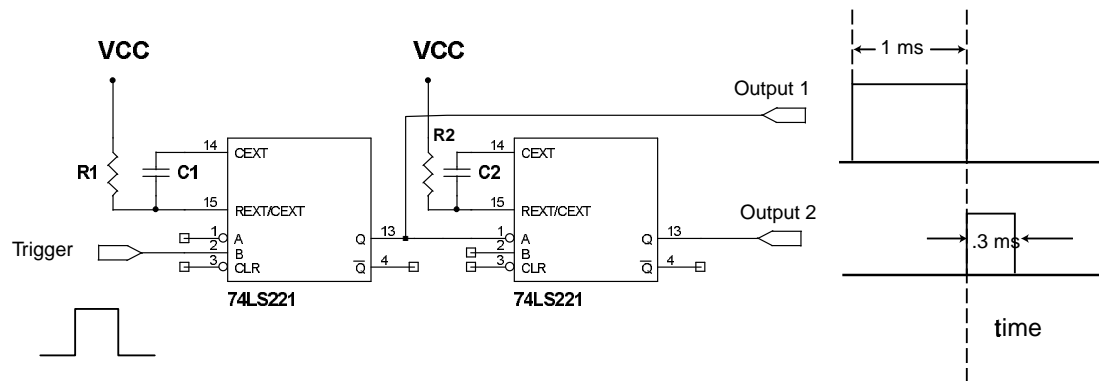 VCC
VCC
1 ms
Output 1
R1
C1
14
CEXT
15
REXT/CEXT
1
A
2
B
3
CLR
Q
13
Q
4
74LS221
R2
C2
14
CEXT
15
REXT/CEXT
1
A
2
B
3
CLR
Q
13
Q
4
74LS221
Trigger
Output 2
.3 ms
time